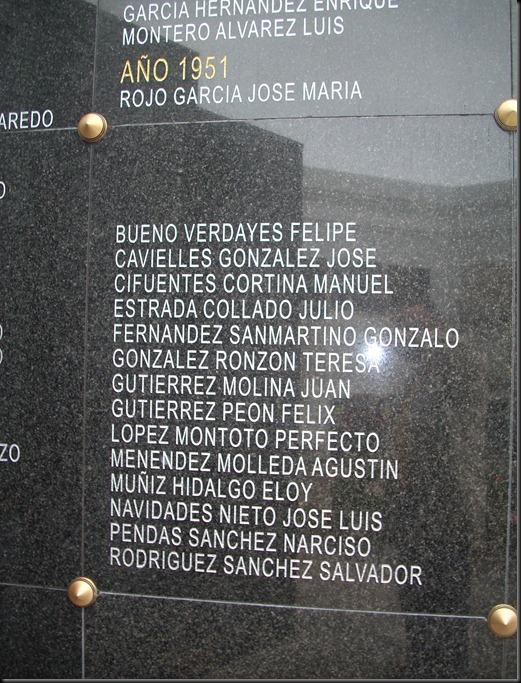 GARCIA HERNANDEZ ENRIQUE
MONTERO ALVAREZ LUIS
AÑO 1951
ROJO GARCIA JOSE MARIA
BUENO VERDAYES FELIPE
CAVIELLES GONZALEZ JOSE
CIFUENTES CORTINA MANUEL
ESTRADA COLLADO JULIO
FERNANDEZ SANMARTINO GONZALO
GONZALEZ RONZON TERESA
GUTIERREZ MOLINA JUAN
GUTIERREZ PEON FELIX
LOPEZ MONTOTO PERFECTO
MENENDEZ MOLLEDA AGUSTIN
MUÑIZ HIDALGO ELOY
NAVIDADES NIETO JOSE LUIS
PENDAS SANCHEZ NARCISO
RODRIGUEZ SANCHEZ SALVADOR